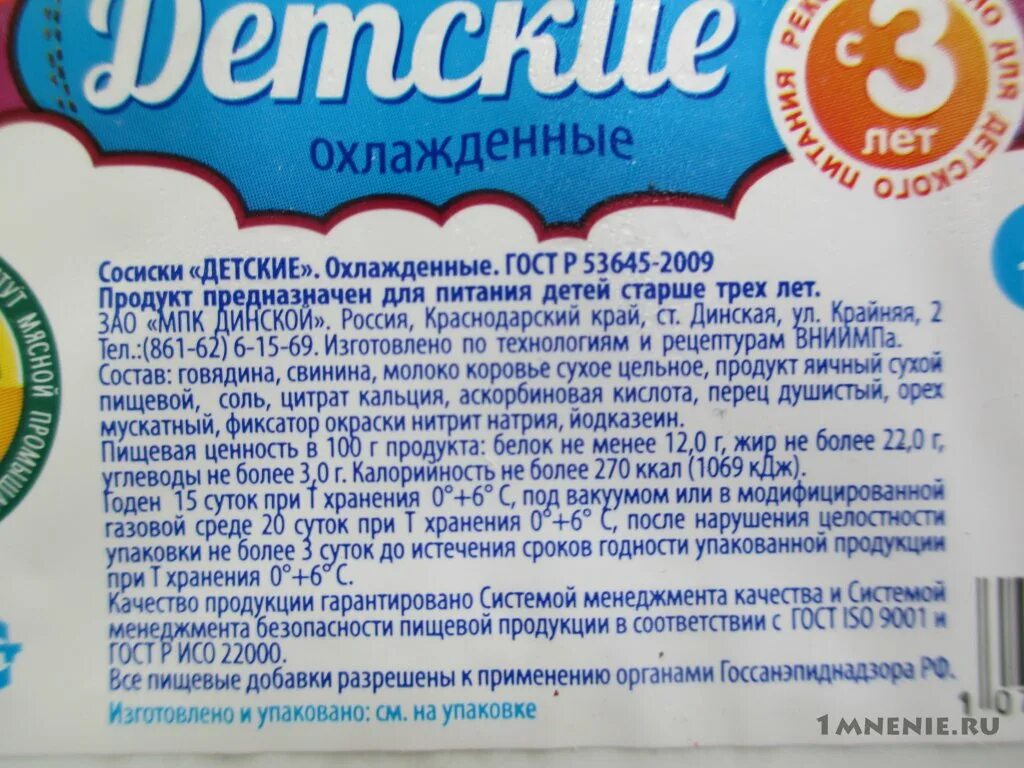 Детские
охлажденные
с 3
лет
ПИТАНИЯ РЕК
НО ДЛЯ ДЕТСКОГО ПИТ
ТУТ МЯСНОЙ ПРОМЫШЛ
Сосиски «ДЕТСКИЕ». Охлажденные. ГОСТ Р 53645-2009
Продукт предназначен для питания детей старше трех лет.
ЗАО «МПК ДИНСКОЙ». Россия, Краснодарский край, ст. Динская, ул. Крайняя, 2
Тел.:(861-62) 6-15-69. Изготовлено по технологиям и рецептурам ВНИИМПа.
Состав: говядина, свинина, молоко коровье сухое цельное, продукт яичный сухой
пищевой, соль, цитрат кальция, аскорбиновая кислота, перец душистый, орех
мускатный, фиксатор окраски нитрит натрия, йодказеин.
Пищевая ценность в 100 г продукта: белок не менее 12,0 г, жир не более 22,0 г,
углеводы не более 3,0 г. Калорийность не более 270 ккал (1069 кДж).
Годен 15 суток при Т хранения 0°+6° С, под вакуумом или в модифицированной
газовой среде 20 суток при Т хранения 0°+6° С, после нарушения целостности
упаковки не более 3 суток до истечения сроков годности упакованной продукции
при Т хранения 0°+6° С.
Качество продукции гарантировано Системой менеджмента качества и Системой
менеджмента безопасности пищевой продукции в соответствии с ГОСТ ISO 9001 и
ГОСТ Р ИСО 22000.
Все пищевые добавки разрешены к применению органами Госсанэпиднадзора РФ.
Изготовлено и упаковано: см. на упаковке
1MNENIE.RU